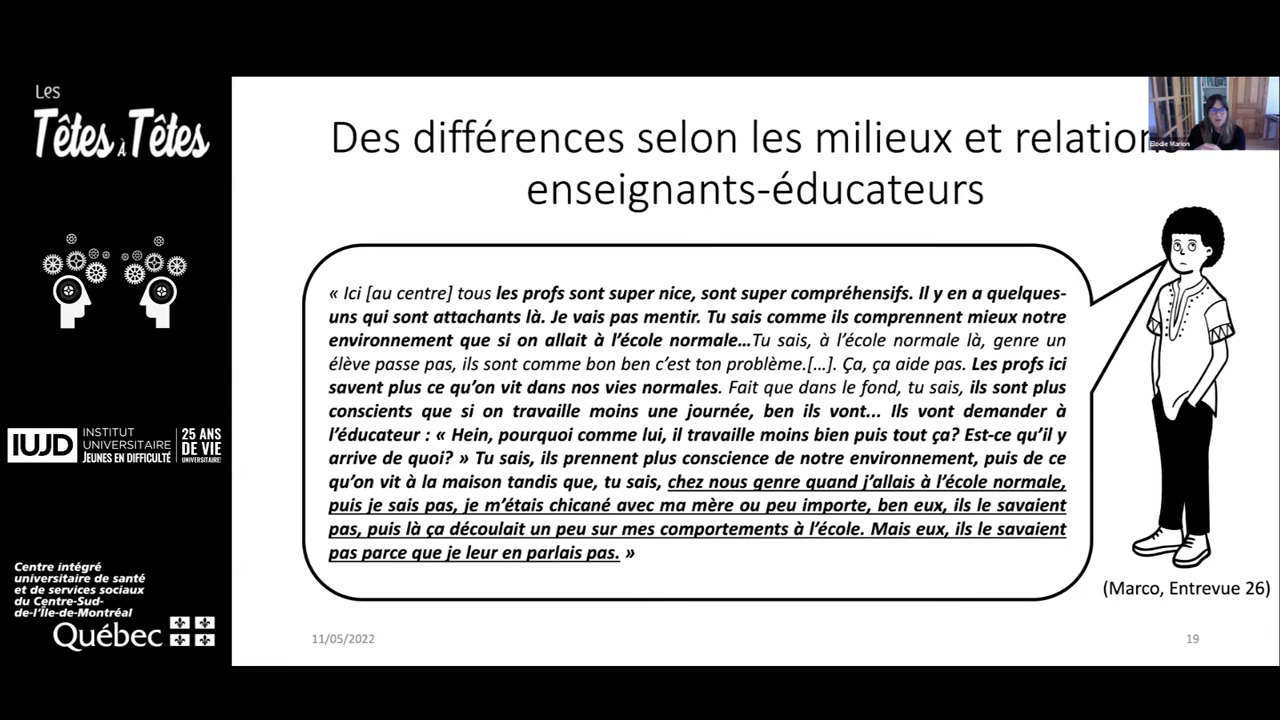 Les
Têtes à Têtes
IUJD
INSTITUT
UNIVERSITAIRE
JEUNES EN DIFFICULTÉ
25 ANS
DE VIE
UNIVERSITAIRE!
Centre intégré
universitaire de santé
et de services sociaux
du Centre-Sud-
de-l'Île-de-Montréal
Québec
Des différences selon les milieux et relations
enseignants-éducateurs
Elodie Marion
« Ici [au centre] tous les profs sont super nice, sont super compréhensifs. Il y en a quelques-
uns qui sont attachants là. Je vais pas mentir. Tu sais comme ils comprennent mieux notre
environnement que si on allait à l'école normale…Tu sais, à l'école normale là, genre un
élève passe pas, ils sont comme bon ben c'est ton problème.[…]. Ça, ça aide pas. Les profs ici
savent plus ce qu'on vit dans nos vies normales. Fait que dans le fond, tu sais, ils sont plus
conscients que si on travaille moins une journée, ben ils vont... Ils vont demander à
l'éducateur : « Hein, pourquoi comme lui, il travaille moins bien puis tout ça? Est-ce qu'il y
arrive de quoi? » Tu sais, ils prennent plus conscience de notre environnement, puis de ce
qu'on vit à la maison tandis que, tu sais, chez nous genre quand j'allais à l'école normale,
puis je sais pas, je m'étais chicané avec ma mère ou peu importe, ben eux, ils le savaient
pas, puis là ça découlait un peu sur mes comportements à l'école. Mais eux, ils le savaient
pas parce que je leur en parlais pas. »
(Marco, Entrevue 26)
11/05/2022
19